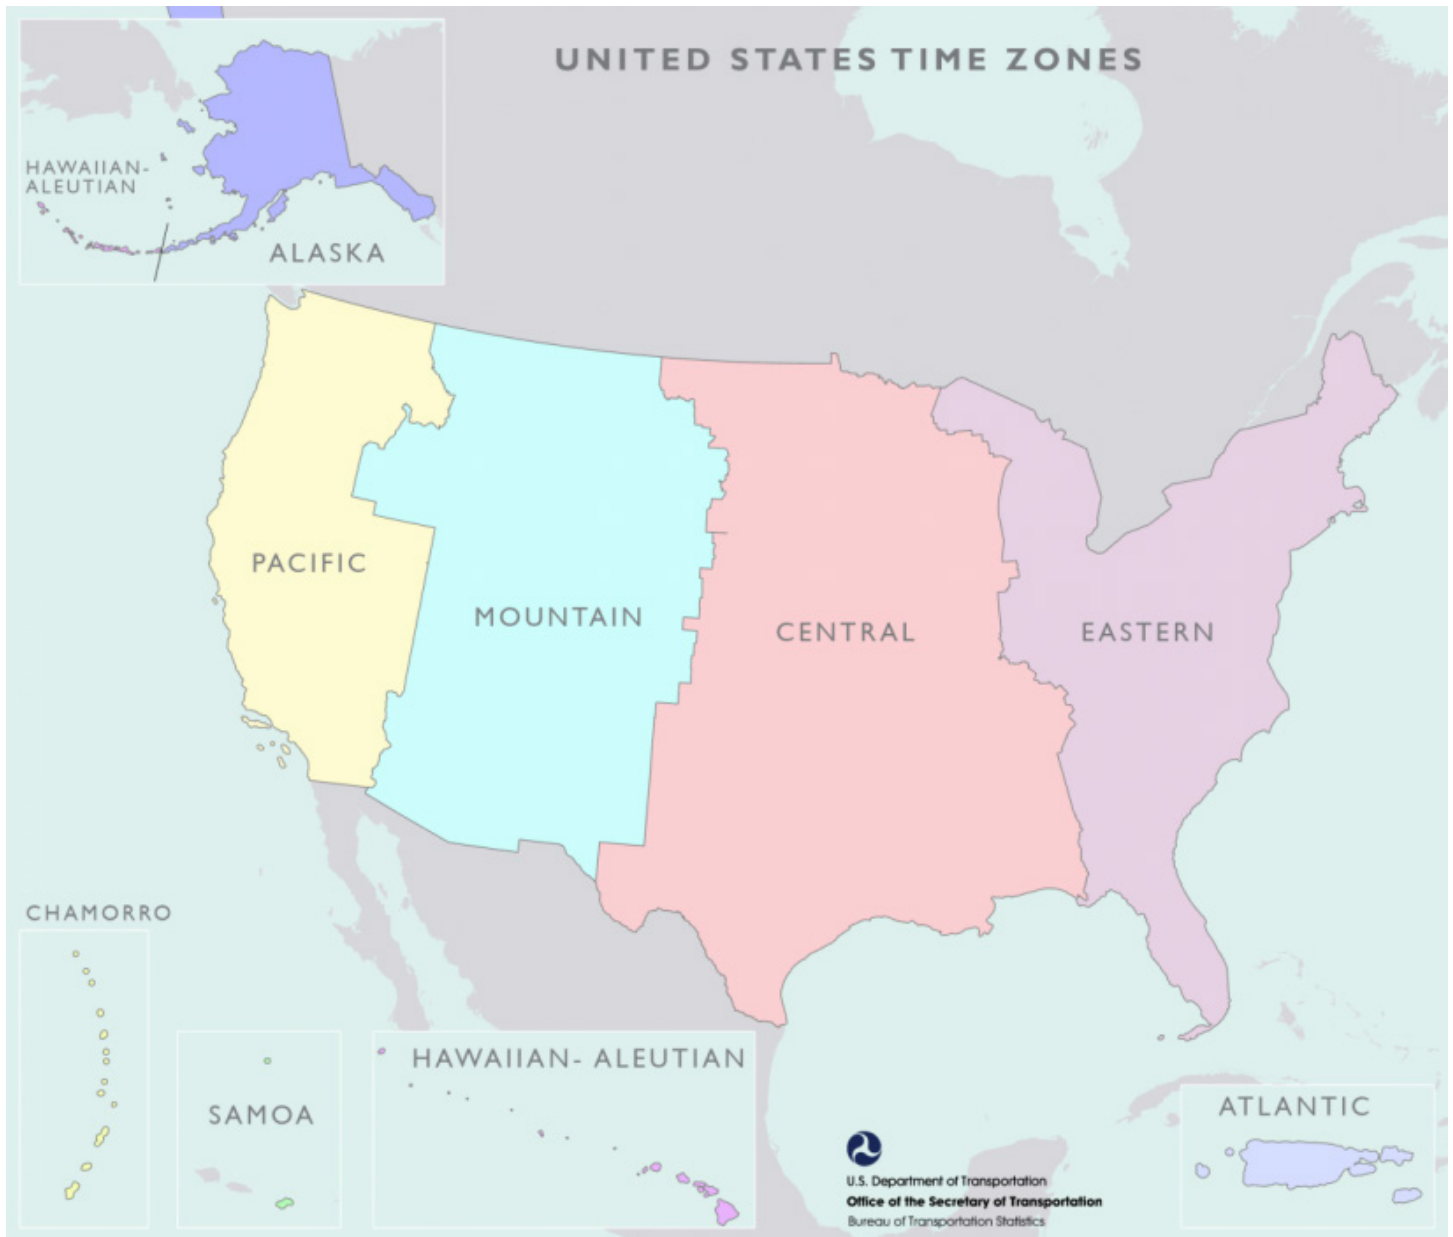 UNITED STATES TIME ZONES
HAWAIIAN-
ALEUTIAN
ALASKA
PACIFIC
MOUNTAIN
CENTRAL
EASTERN
CHAMORRO
SAMOA
HAWAIIAN- ALEUTIAN
ATLANTIC
U.S. Department of Transportation
Office of the Secretary of Transportation
Bureau of Transportation Statistics